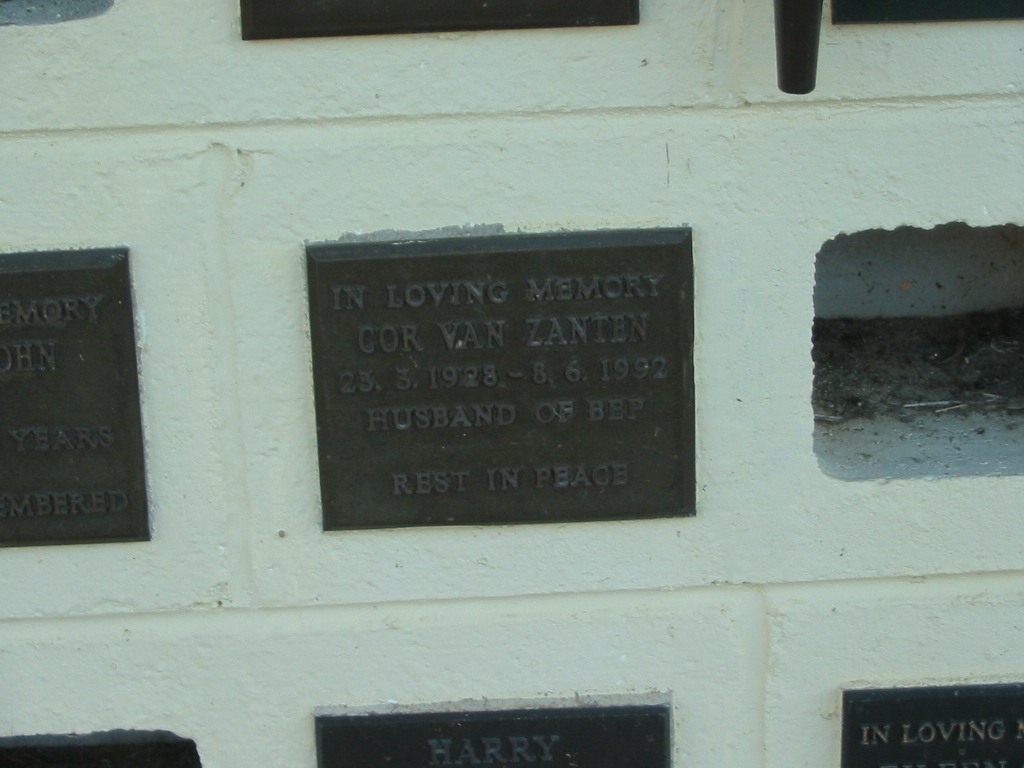 IN LOVING MEMORY
COR VAN ZANTEN
23. 3. 1928 - 8. 6. 1992
HUSBAND OF BEP
REST IN PEACE
EMORY
OHN
YEARS
EMBERED
HARRY
IN LOVING M